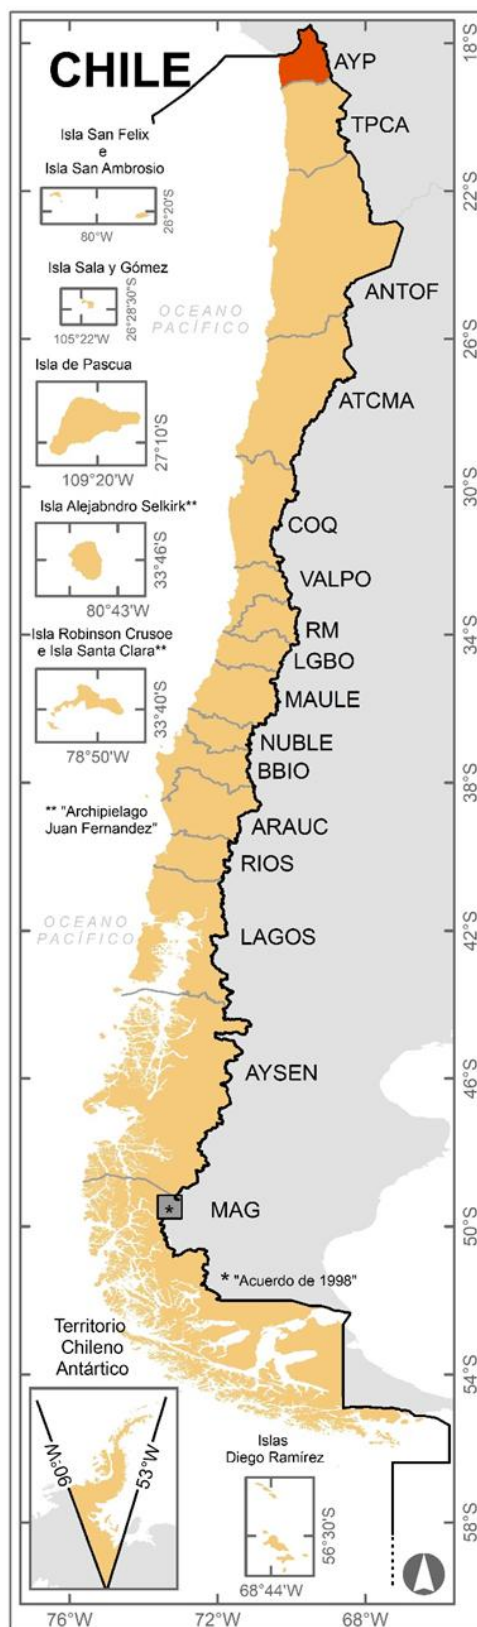 CHILE
18°S
AYP
TPCA
Isla San Felix
e
Isla San Ambrosio
26°20'S
80°W
22°S
Isla Sala y Gómez
26°28'30"S
105°22'W
ANTOF
OCEANO
PACÍFICO
26°S
Isla de Pascua
27°10'S
109°20'W
ATCMA
30°S
Isla Alejabndro Selkirk**
33°46'S
80°43'W
COQ
VALPO
34°S
RM
Isla Robinson Crusoe
e Isla Santa Clara**
33°40'S
78°50'W
LGBO
MAULE
NUBLE
BBIO
38°S
** "Archipielago
Juan Fernandez"
ARAUC
RIOS
OCEANO
PACÍFICO
LAGOS
42°S
AYSEN
46°S
*
MAG
50°S
* "Acuerdo de 1998"
Territorio
Chileno
Antártico
54°S
90°W
53°W
Islas
Diego Ramírez
56°30'S
68°44'W
58°S
76°W
72°W
68°W